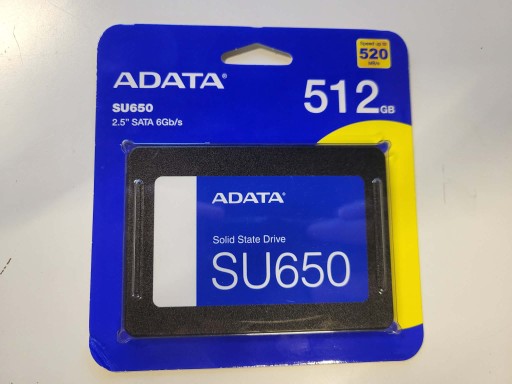 Speed up to
520
MB/s
ADATA®
512GB
SU650
2.5" SATA 6Gb/s
ADATA®
Solid State Drive
SU650